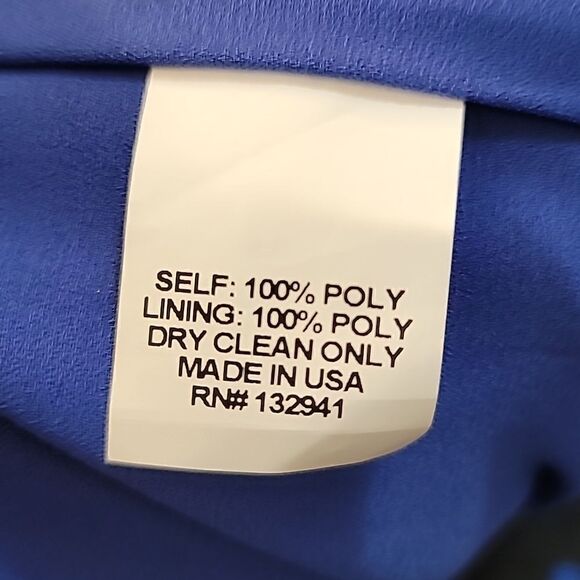 SELF: 100% POLY
LINING: 100% POLY
DRY CLEAN ONLY
MADE IN USA
RN# 132941